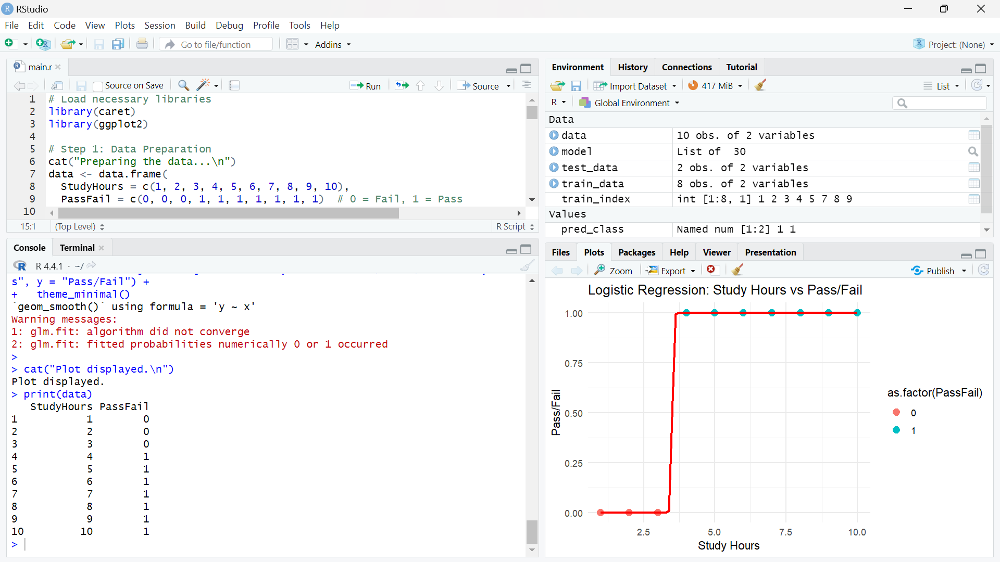 RStudio
File Edit Code View Plots Session Build Debug Profile Tools Help
Go to file/function Addins Project: (None)
main.r
Source on Save Run Source
1 # Load necessary libraries
2 library(caret)
3 library(ggplot2)
4
5 # Step 1: Data Preparation
6 cat("Preparing the data...\n")
7 data <- data.frame(
8 StudyHours = c(1, 2, 3, 4, 5, 6, 7, 8, 9, 10),
9 PassFail = c(0, 0, 0, 1, 1, 1, 1, 1, 1, 1) # 0 = Fail, 1 = Pass
10
15:1 (Top Level) R Script
Console Terminal
R 4.4.1 · ~/
s", y = "Pass/Fail") +
+ theme_minimal()
`geom_smooth()` using formula = 'y ~ x'
Warning messages:
1: glm.fit: algorithm did not converge
2: glm.fit: fitted probabilities numerically 0 or 1 occurred
>
> cat("Plot displayed.\n")
Plot displayed.
> print(data)
StudyHours PassFail
1 1 0
2 2 0
3 3 0
4 4 1
5 5 1
6 6 1
7 7 1
8 8 1
9 9 1
10 10 1
>
Environment History Connections Tutorial
Import Dataset 417 MiB List
R Global Environment
Data
data 10 obs. of 2 variables
model List of 30
test_data 2 obs. of 2 variables
train_data 8 obs. of 2 variables
train_index int [1:8, 1] 1 2 3 4 5 7 8 9
Values
pred_class Named num [1:2] 1 1
Files Plots Packages Help Viewer Presentation
Zoom Export Publish
Logistic Regression: Study Hours vs Pass/Fail
1.00
0.75
0.50
0.25
0.00
Pass/Fail
2.5 5.0 7.5 10.0
Study Hours
as.factor(PassFail)
0
1